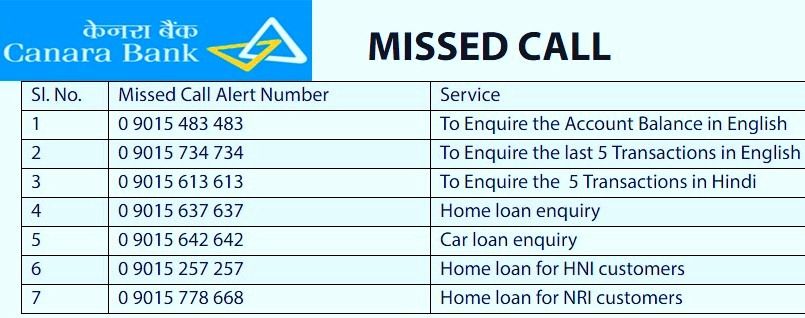 केनरा बैंक
Canara Bank
MISSED CALL
Sl. No. Missed Call Alert Number Service
1 0 9015 483 483 To Enquire the Account Balance in English
2 0 9015 734 734 To Enquire the last 5 Transactions in English
3 0 9015 613 613 To Enquire the 5 Transactions in Hindi
4 0 9015 637 637 Home loan enquiry
5 0 9015 642 642 Car loan enquiry
6 0 9015 257 257 Home loan for HNI customers
7 0 9015 778 668 Home loan for NRI customers